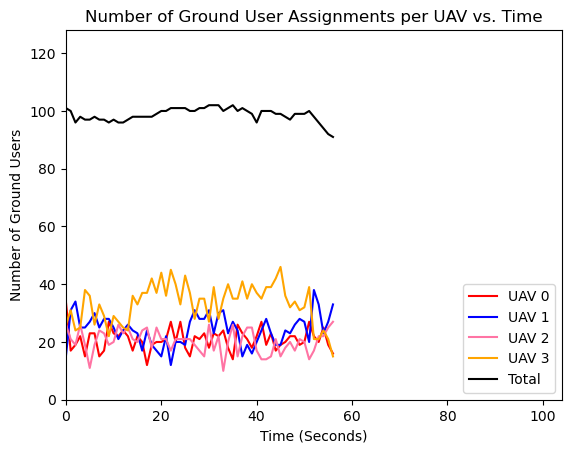 Number of Ground User Assignments per UAV vs. Time
Number of Ground Users
120
100
80
60
40
20
0
0 20 40 60 80 100
Time (Seconds)
UAV 0
UAV 1
UAV 2
UAV 3
Total